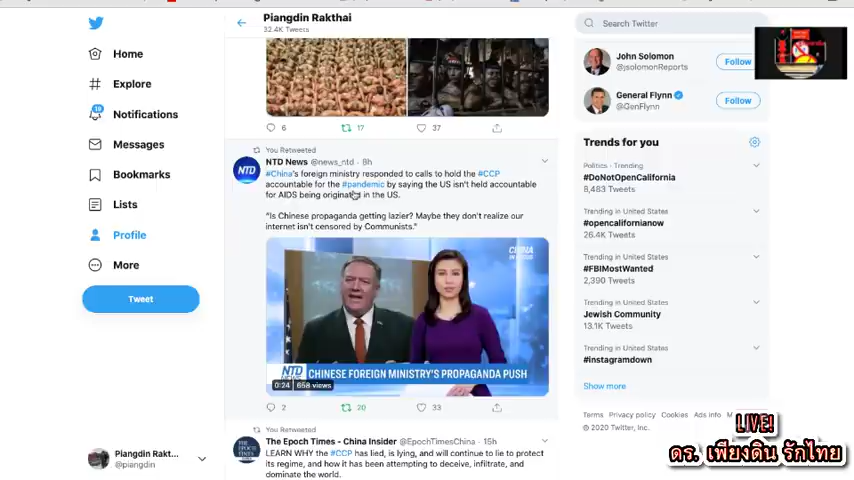 Piangdin Rakthai
32.4K Tweets
Search Twitter
Home
Explore
Notifications
Messages
Bookmarks
Lists
Profile
More
Tweet
Piangdin Rakt...
@piangdin
6
17
37
You Retweeted
NTD News @news_ntd · 8h
#China's foreign ministry responded to calls to hold the #CCP
accountable for the #pandemic by saying the US isn't held accountable
for AIDS being originated in the US.
"Is Chinese propaganda getting lazier? Maybe they don't realize our
internet isn't censored by Communists."
CHINA
IN FOCUS
NTD
NTD
NEWS
CHINESE FOREIGN MINISTRY'S PROPAGANDA PUSH
0:24
658 views
2
20
33
You Retweeted
The Epoch Times - China Insider @EpochTimesChina · 15h
LEARN WHY the #CCP has lied, is lying, and will continue to lie to protect
its regime, and how it has been attempting to deceive, infiltrate, and
dominate the world.
John Solomon
@jsolomonReports
Follow
General Flynn
@GenFlynn
Follow
Trends for you
Politics · Trending
#DoNotOpenCalifornia
8,483 Tweets
Trending in United States
#opencalifornianow
26.4K Tweets
Trending in United States
#FBIMostWanted
2,390 Tweets
Trending in United States
Jewish Community
13.1K Tweets
Trending in United States
#instagramdown
Show more
Terms Privacy policy Cookies Ads info
© 2020 Twitter, Inc.
LIVE!
ดร. เพียงดิน รักไทย